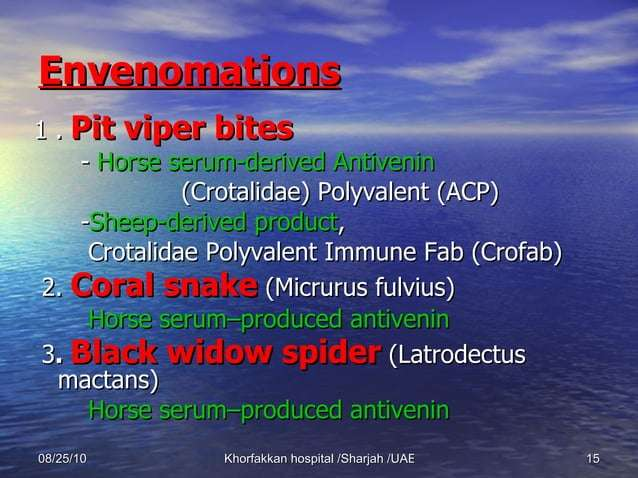 Envenomations
1 . Pit viper bites
- Horse serum-derived Antivenin
(Crotalidae) Polyvalent (ACP)
-Sheep-derived product,
Crotalidae Polyvalent Immune Fab (Crofab)
2. Coral snake (Micrurus fulvius)
Horse serum–produced antivenin
3. Black widow spider (Latrodectus
mactans)
Horse serum–produced antivenin
08/25/10 Khorfakkan hospital /Sharjah /UAE 15